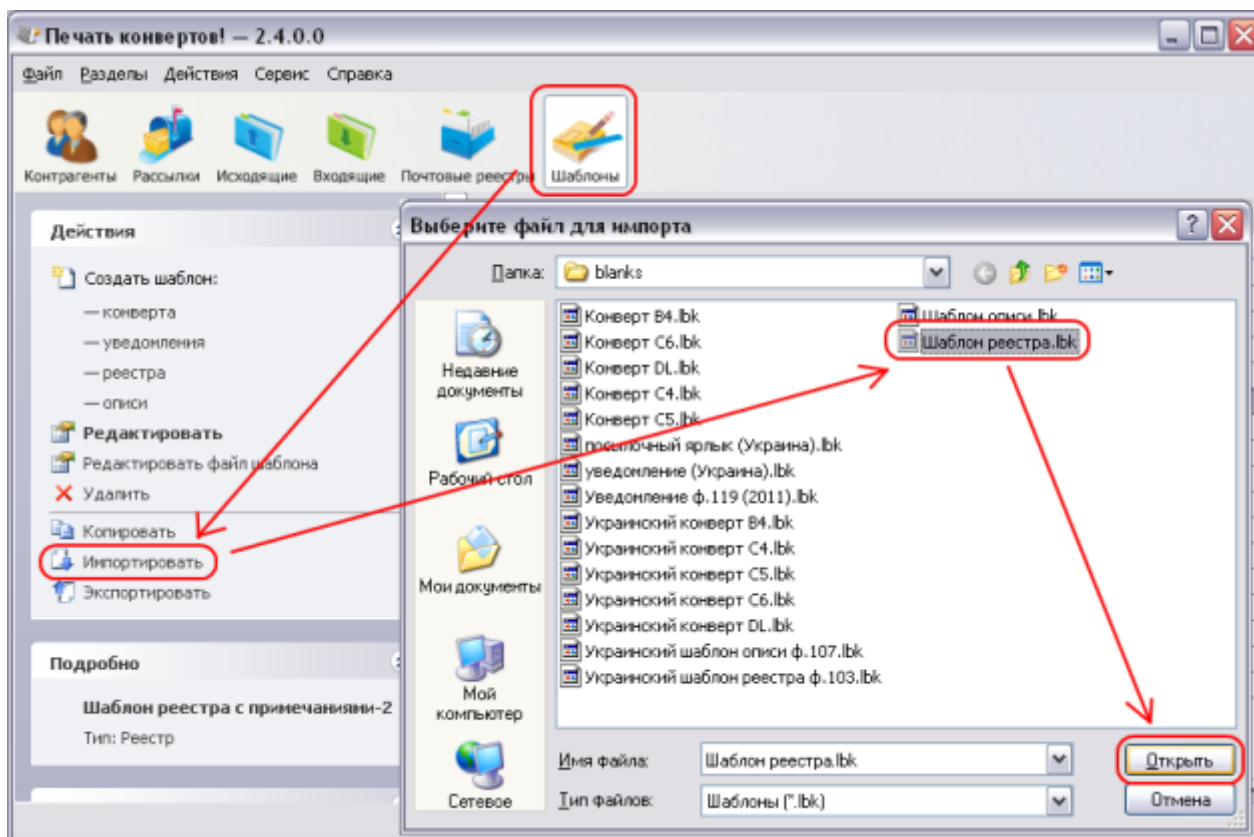 Печать конвертов! — 2.4.0.0
Файл Разделы Действия Сервис Справка
Контрагенты Рассылки Исходящие Входящие Почтовые реестры Шаблоны
Действия
Создать шаблон:
— конверта
— уведомления
— реестра
— описи
Редактировать
Редактировать файл шаблона
Удалить
Копировать
Импортировать
Экспортировать
Подробно
Шаблон реестра с примечаниями-2
Тип: Реестр
Выберите файл для импорта
Папка: blanks
Недавние документы
Рабочий стол
Мои документы
Мой компьютер
Сетевое
Конверт B4.lbk
Конверт C6.lbk
Конверт DL.lbk
Конверт C4.lbk
Конверт C5.lbk
посылочный ярлык (Украина).lbk
уведомление (Украина).lbk
Уведомление ф.119 (2011).lbk
Украинский конверт B4.lbk
Украинский конверт C4.lbk
Украинский конверт C5.lbk
Украинский конверт C6.lbk
Украинский конверт DL.lbk
Украинский шаблон описи ф.107.lbk
Украинский шаблон реестра ф.103.lbk
Шаблон описи.lbk
Шаблон реестра.lbk
Имя файла: Шаблон реестра.lbk Открыть
Тип файлов: Шаблоны (*.lbk) Отмена